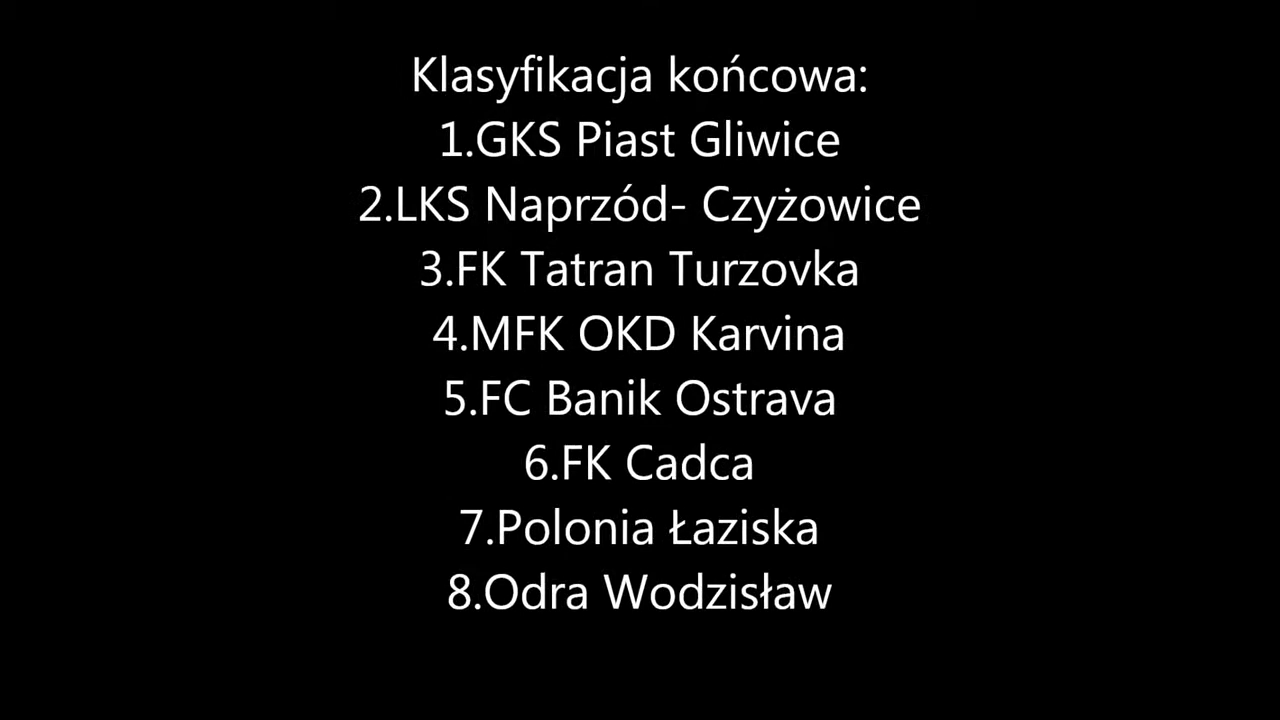 Klasyfikacja końcowa:
1.GKS Piast Gliwice
2.LKS Naprzód- Czyżowice
3.FK Tatran Turzovka
4.MFK OKD Karvina
5.FC Banik Ostrava
6.FK Cadca
7.Polonia Łaziska
8.Odra Wodzisław